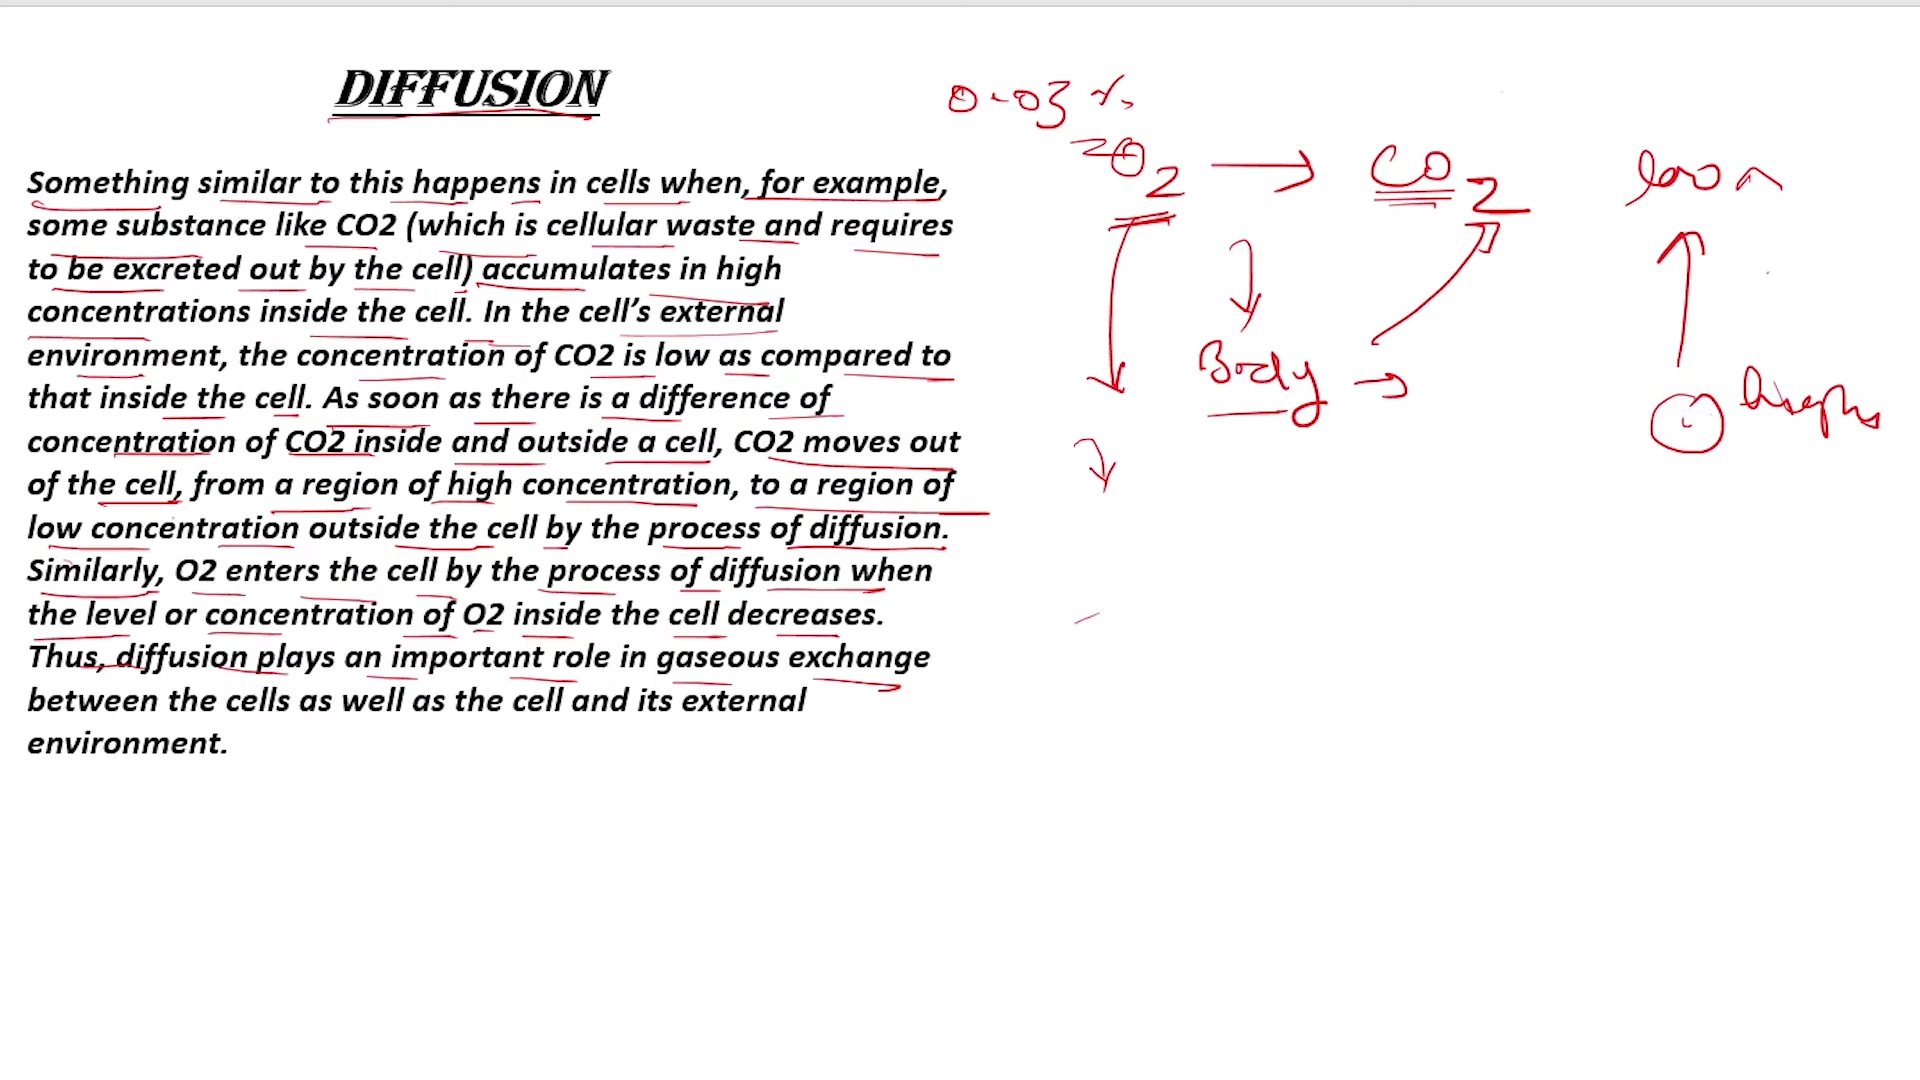 DIFFUSION
Something similar to this happens in cells when, for example,
some substance like CO2 (which is cellular waste and requires
to be excreted out by the cell) accumulates in high
concentrations inside the cell. In the cell’s external
environment, the concentration of CO2 is low as compared to
that inside the cell. As soon as there is a difference of
concentration of CO2 inside and outside a cell, CO2 moves out
of the cell, from a region of high concentration, to a region of
low concentration outside the cell by the process of diffusion.
Similarly, O2 enters the cell by the process of diffusion when
the level or concentration of O2 inside the cell decreases.
Thus, diffusion plays an important role in gaseous exchange
between the cells as well as the cell and its external
environment.
0.03 %
O2 → CO2
Body →